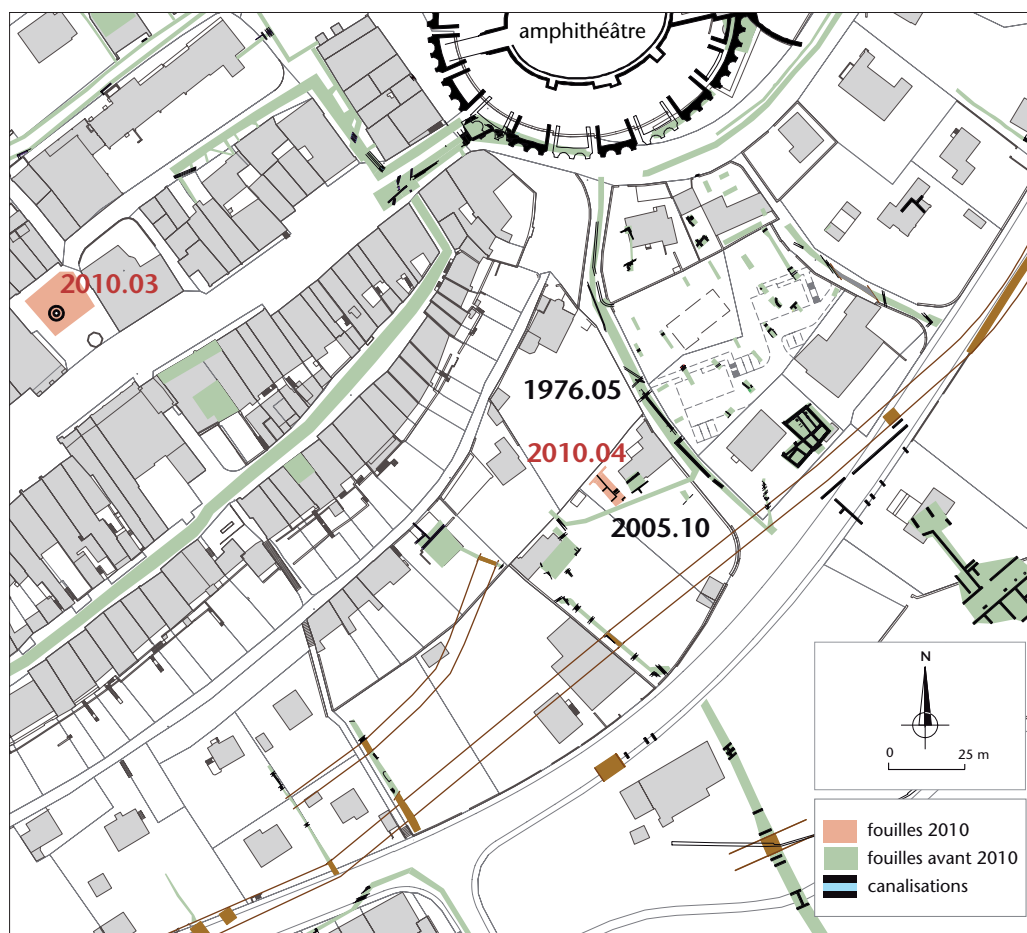 amphithéâtre
2010.03
1976.05
2010.04
2005.10
N
0 25 m
fouilles 2010
fouilles avant 2010
canalisations